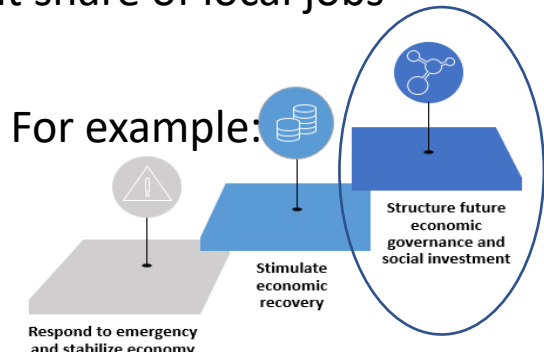 t share of local jobs
For example:
Structure future
economic
governance and
social investment
Stimulate
economic
recovery
Respond to emergency
and stabilize economy